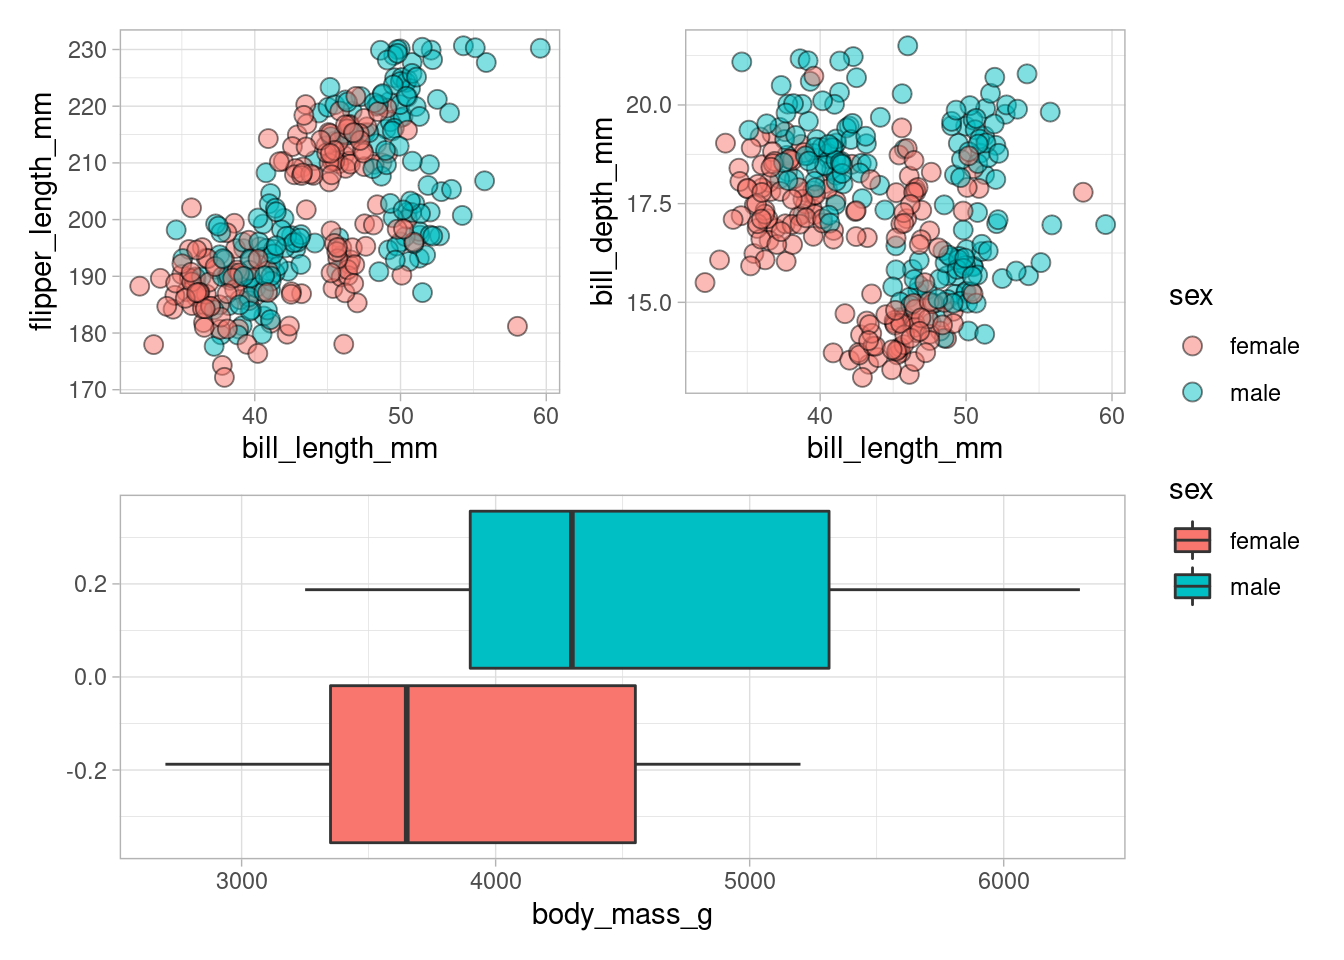 flipper_length_mm
230
220
210
200
190
180
170
40
50
60
bill_length_mm
bill_depth_mm
20.0
17.5
15.0
40
50
60
bill_length_mm
sex
female
male
sex
female
male
0.2
0.0
-0.2
3000
4000
5000
6000
body_mass_g